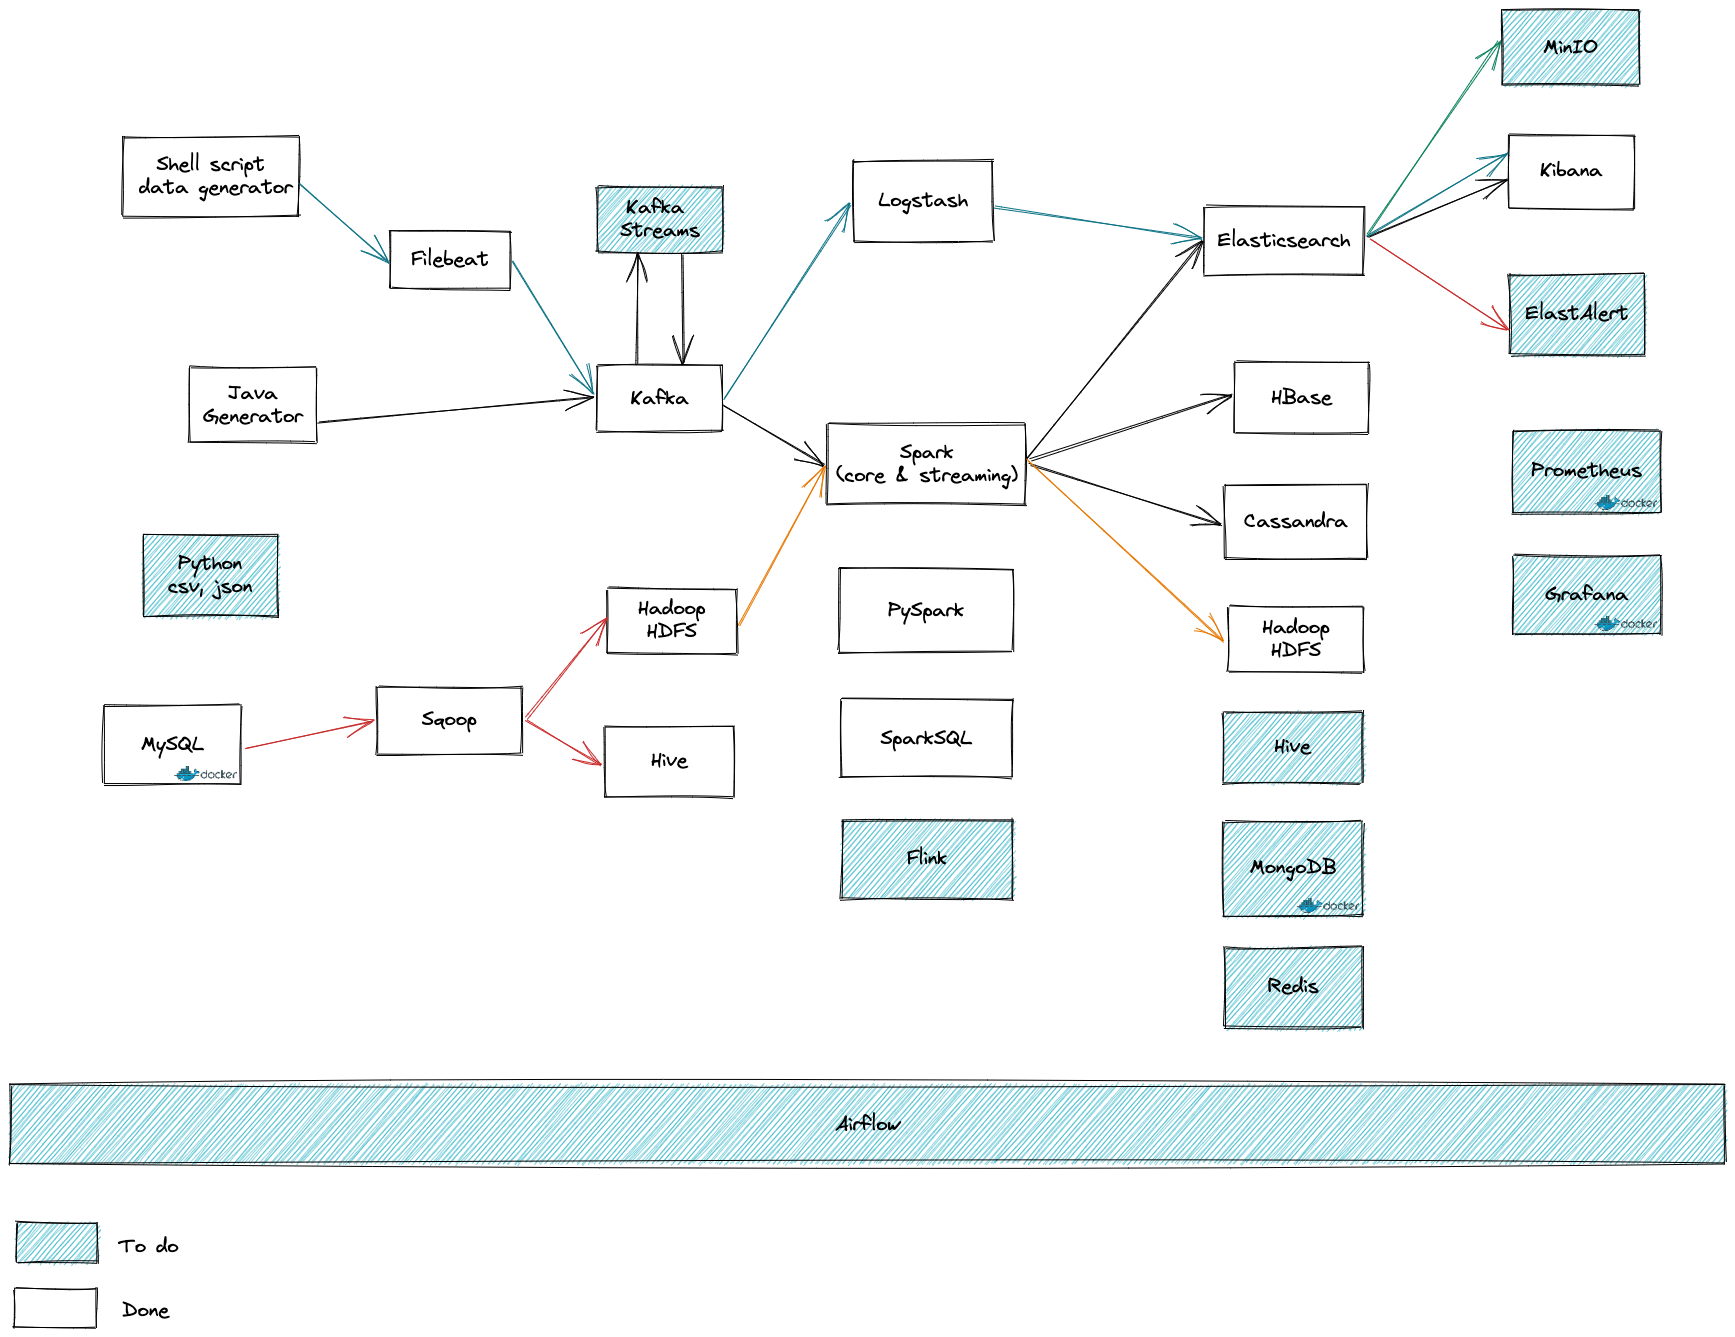 MinIO
Shell script
data generator
Kafka
Streams
Logstash
Kibana
Filebeat
Elasticsearch
ElastAlert
Java
Generator
Kafka
Spark
(core & streaming)
HBase
Prometheus
docker
Cassandra
Python
csv, json
Hadoop
HDFS
PySpark
Grafana
docker
Hadoop
HDFS
MySQL
docker
Sqoop
Hive
SparkSQL
Hive
Flink
MongoDB
docker
Redis
Airflow
To do
Done